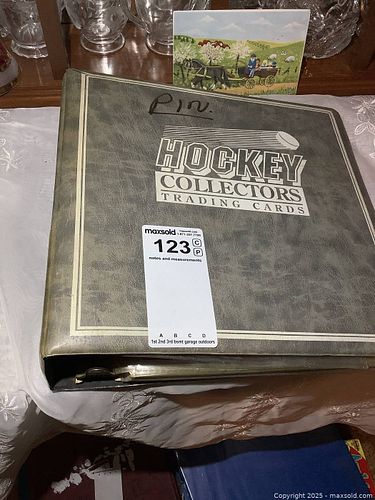 PIN.
HOCKEY
COLLECTORS
TRADING CARDS
maxsold
123 C
P
notes and measurements
A B C D
1st 2nd 3rd bsmt garage outdoors
Copyright 2025 - maxsold.com